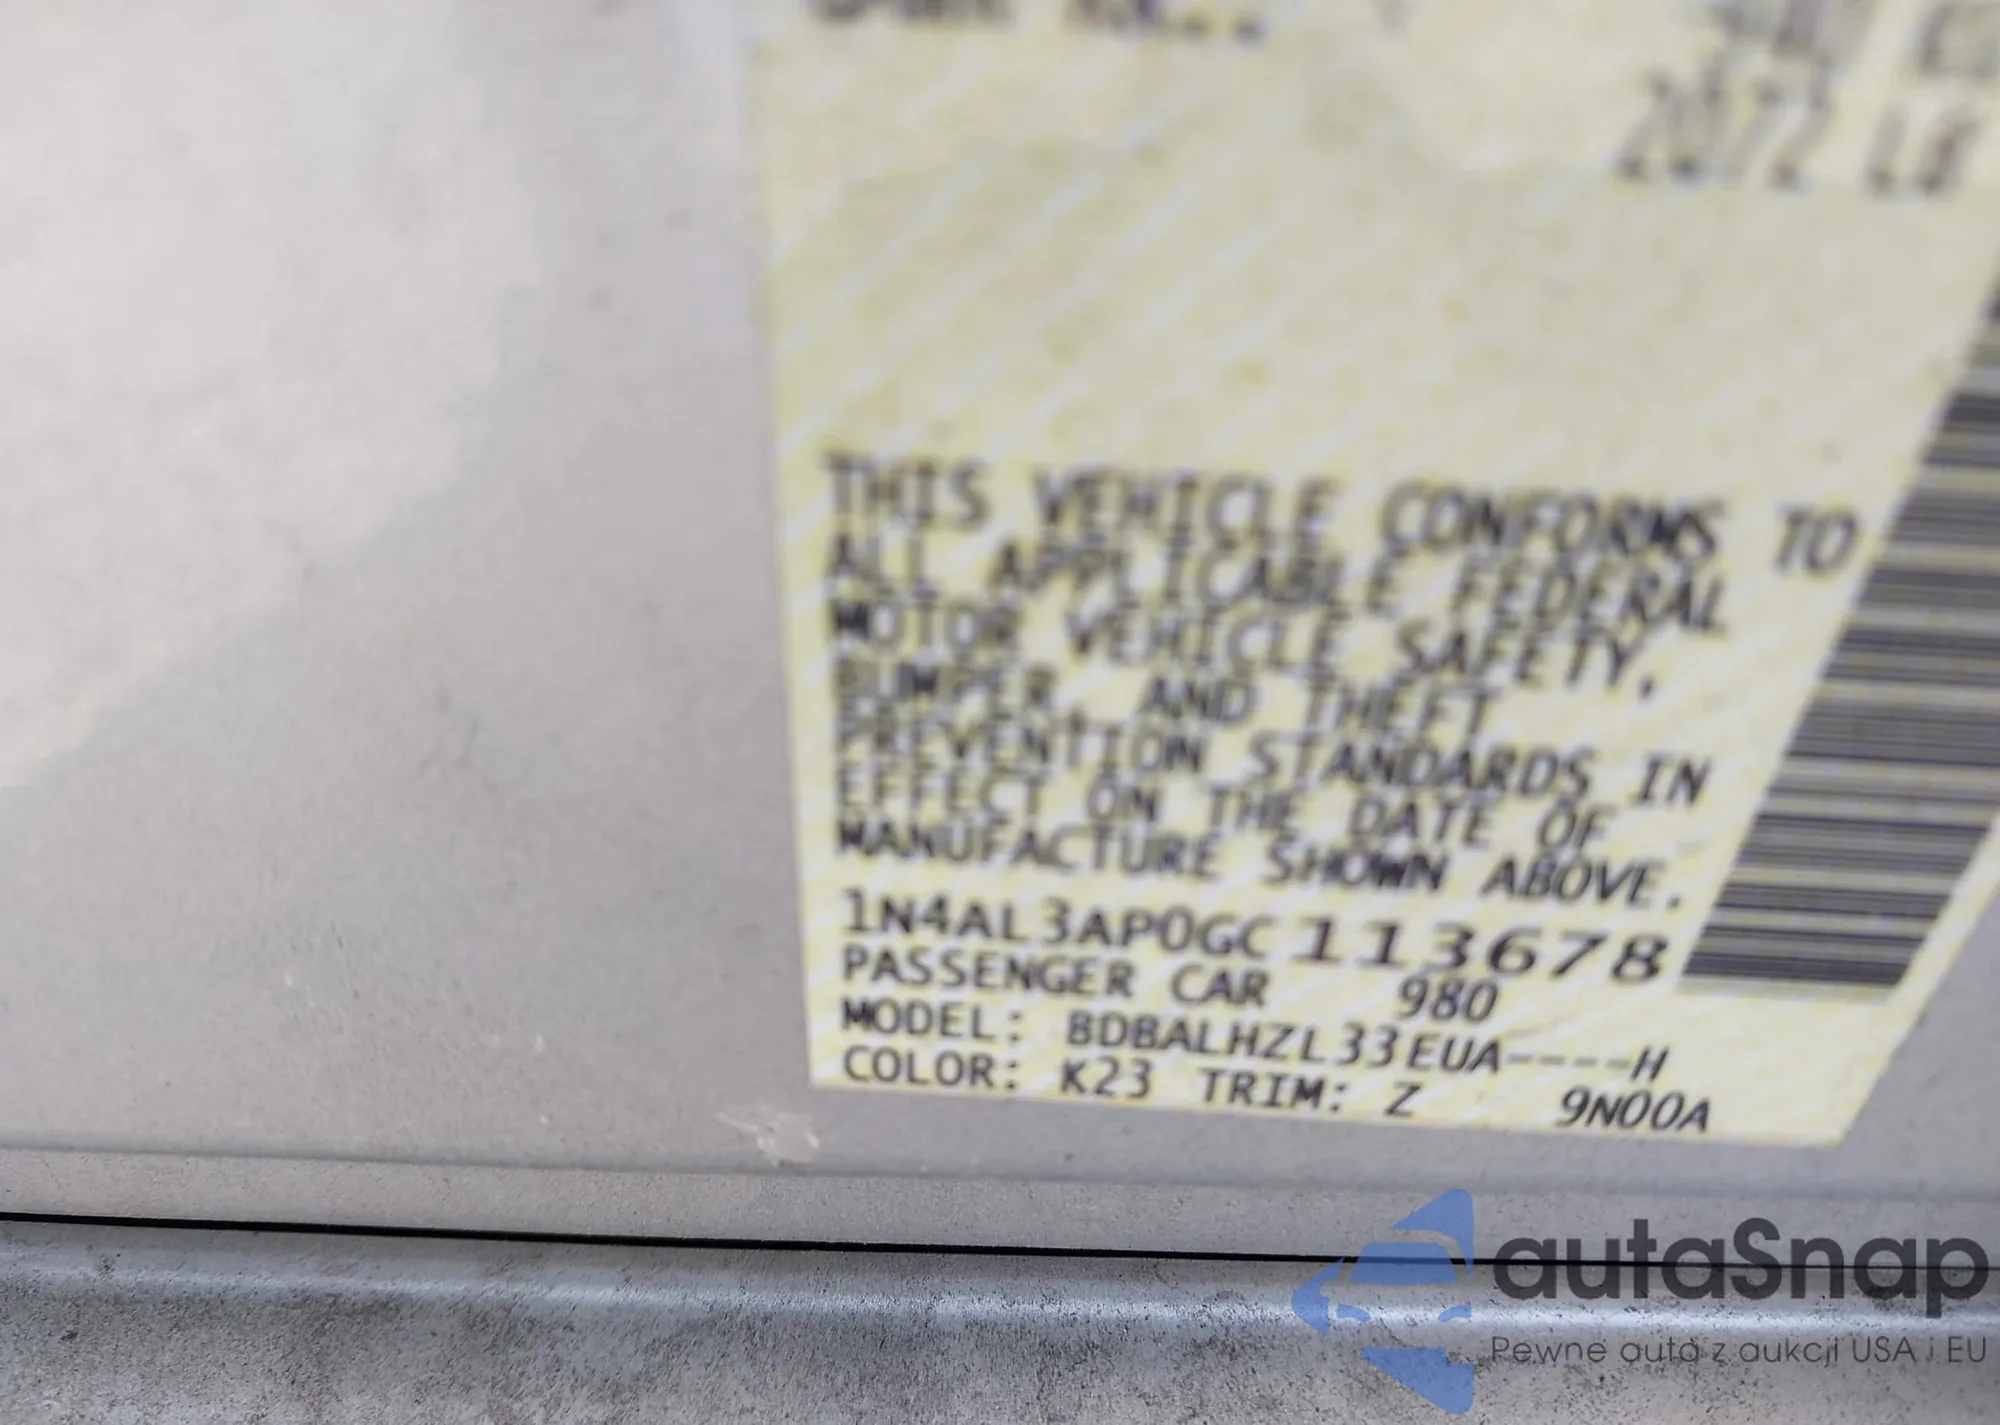 2072 LB
THIS VEHICLE CONFORMS TO
ALL APPLICABLE FEDERAL
MOTOR VEHICLE SAFETY,
BUMPER AND THEFT
PREVENTION STANDARDS IN
EFFECT ON THE DATE OF
MANUFACTURE SHOWN ABOVE.
1N4AL3AP0GC113678
PASSENGER CAR 980
MODEL: BDBALHZL33EUA----H
COLOR: K23 TRIM: Z 9N00A
autaSnap
Pewne auta z aukcji USA i EU